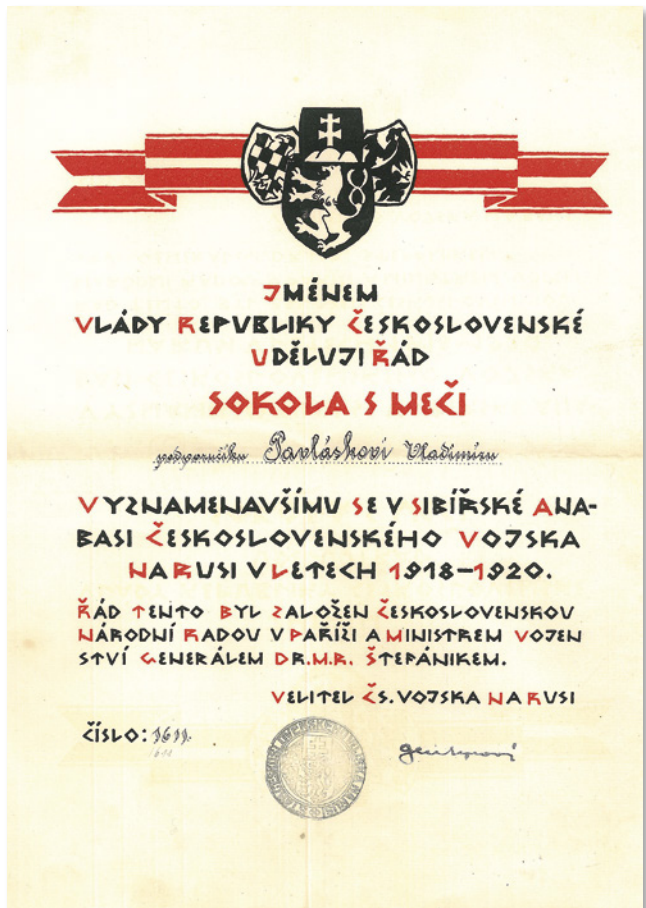 JMÉNEM
VLÁDY REPUBLIKY ČESKOSLOVENSKÉ
UDĚLUJI ŘÁD
SOKOLA S MEČI
podporučíku Pavláskovi Vladimíru
VYZNAMENAVŠÍMU SE V SIBÍŘSKÉ ANA-
BASI ČESKOSLOVENSKÉHO VOJSKA
NA RUSI V LETECH 1918–1920.
ŘÁD TENTO BYL ZALOŽEN ČESKOSLOVENSKOU
NÁRODNÍ RADOU V PAŘÍŽI A MINISTREM VOJEN
STVÍ GENERÁLEM DR.M.R. ŠTEFÁNIKEM.
VELITEL ČS. VOJSKA NA RUSI
ČÍSLO: